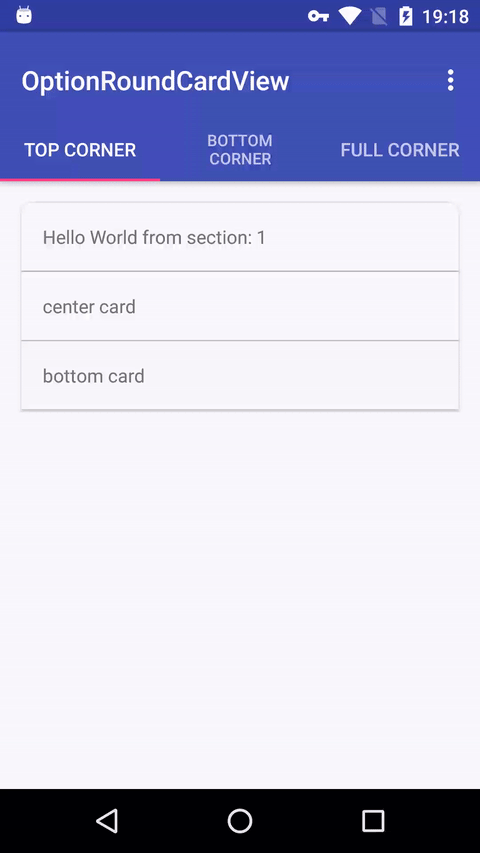 19:18
OptionRoundCardView
TOP CORNER
BOTTOM
CORNER
FULL CORNER
Hello World from section: 1
center card
bottom card